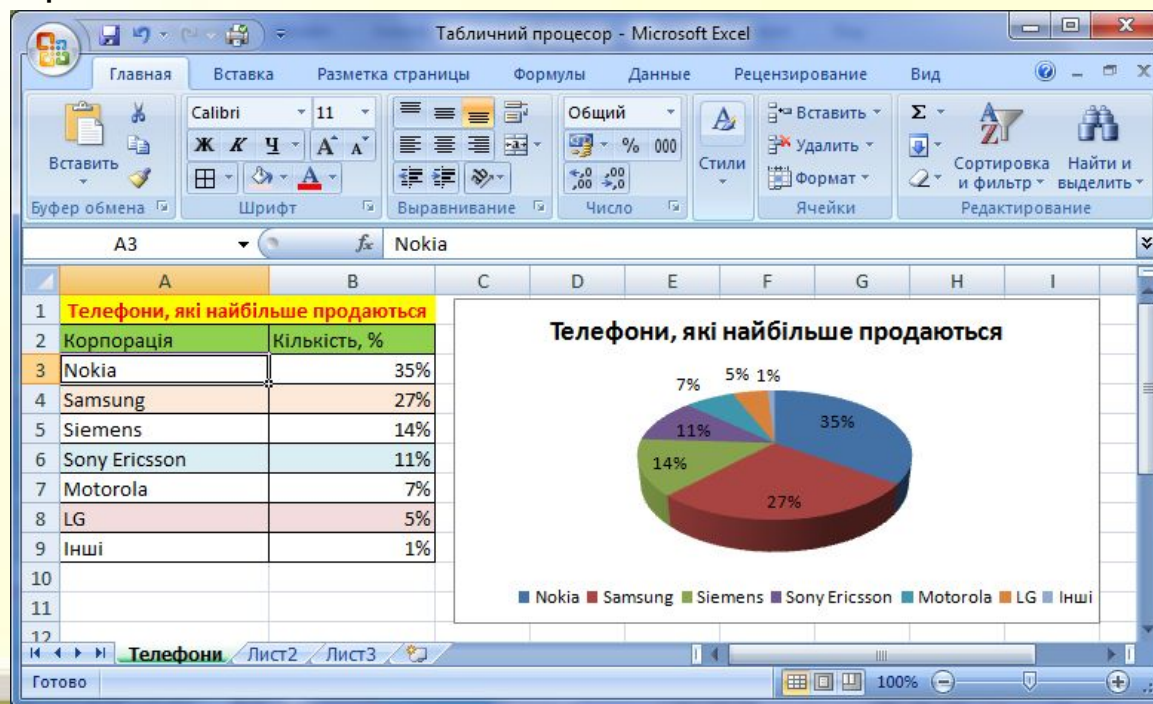 Табличний процесор - Microsoft Excel
Главная Вставка Разметка страницы Формулы Данные Рецензирование Вид
Вставить
Calibri 11
Ж К Ч
Общий
% 000
Стили
Вставить
Удалить
Формат
Σ
Сортировка и фильтр
Найти и выделить
Буфер обмена Шрифт Выравнивание Число Ячейки Редактирование
A3 fx Nokia
A B C D E F G H I
1 Телефони, які найбільше продаються
2 Корпорація Кількість, %
3 Nokia 35%
4 Samsung 27%
5 Siemens 14%
6 Sony Ericsson 11%
7 Motorola 7%
8 LG 5%
9 Інші 1%
10
11
12
Телефони, які найбільше продаються
7% 5% 1%
11% 35%
14%
27%
Nokia Samsung Siemens Sony Ericsson Motorola LG Інші
Телефони Лист2 Лист3
Готово 100%